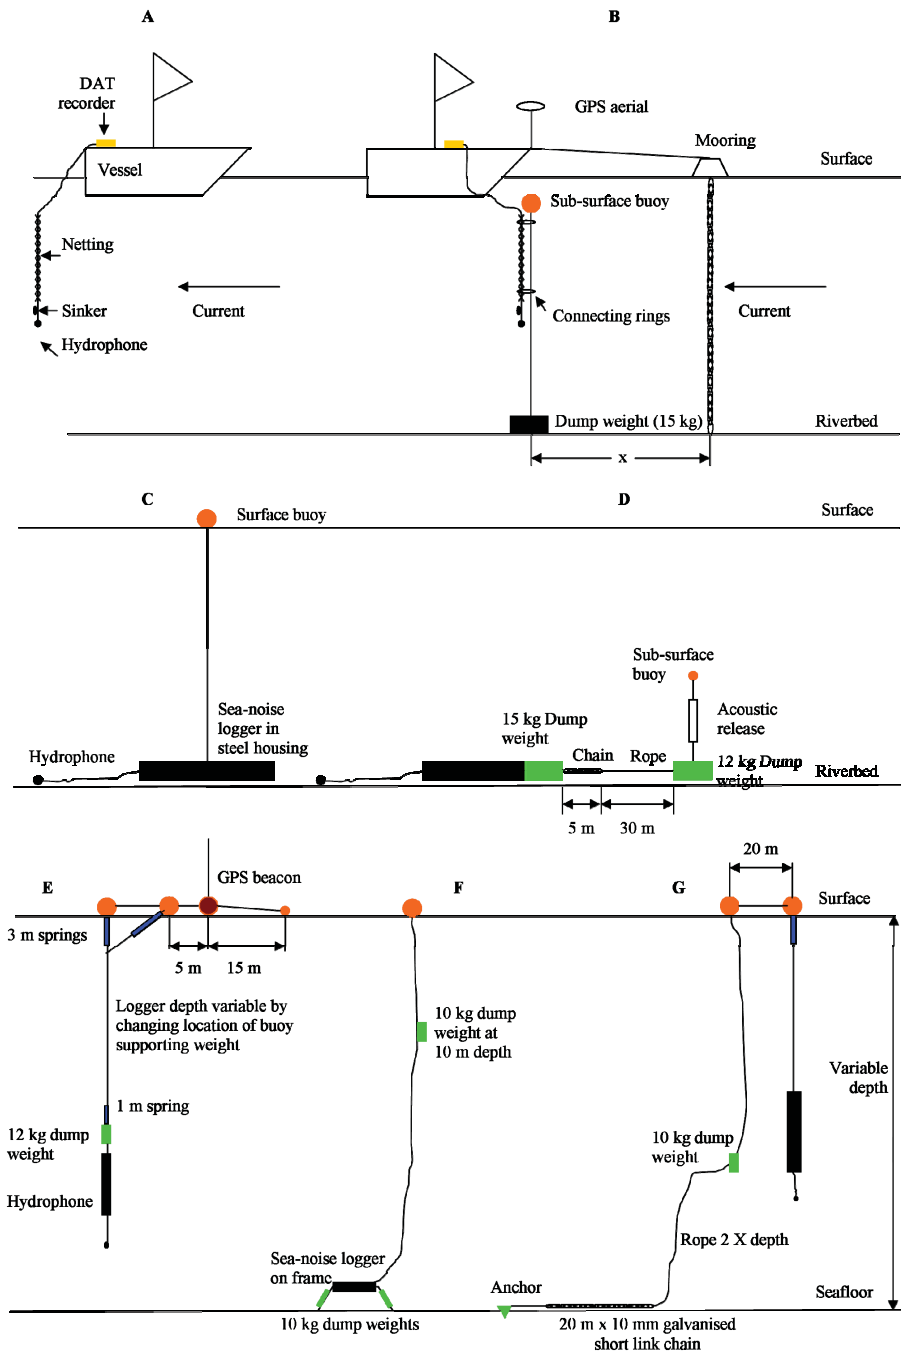 A
B
DAT
recorder
GPS aerial
Mooring
Vessel
Surface
Sub-surface buoy
Netting
Sinker
Current
Connecting rings
Current
Hydrophone
Dump weight (15 kg)
Riverbed
x
C
D
Surface buoy
Surface
Sub-surface
buoy
Sea-noise
logger in
steel housing
15 kg Dump
weight
Acoustic
release
Hydrophone
Chain
Rope
12 kg Dump
weight
Riverbed
5 m
30 m
E
GPS beacon
F
G
20 m
Surface
3 m springs
5 m
15 m
Logger depth variable by
changing location of buoy
supporting weight
10 kg dump
weight at
10 m depth
Variable
depth
1 m spring
12 kg dump
weight
10 kg dump
weight
Hydrophone
Rope 2 X depth
Sea-noise logger
on frame
Anchor
Seafloor
10 kg dump weights
20 m x 10 mm galvanised
short link chain